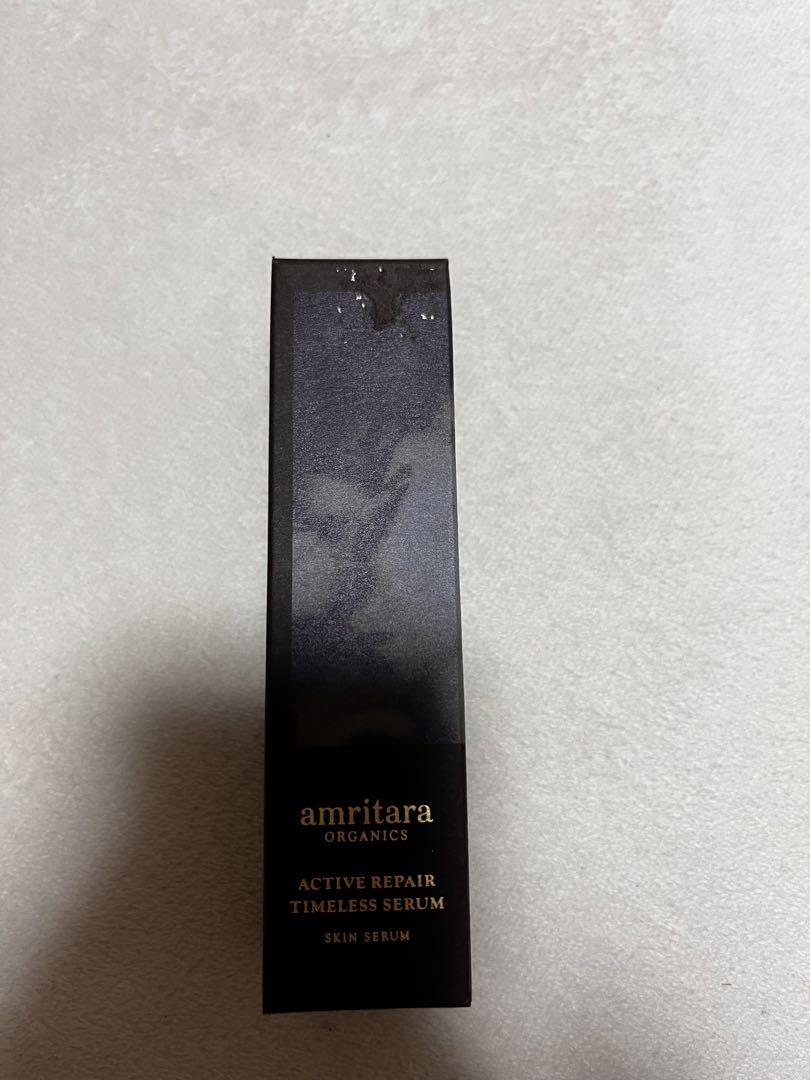 amritara
ORGANICS
ACTIVE REPAIR
TIMELESS SERUM
SKIN SERUM